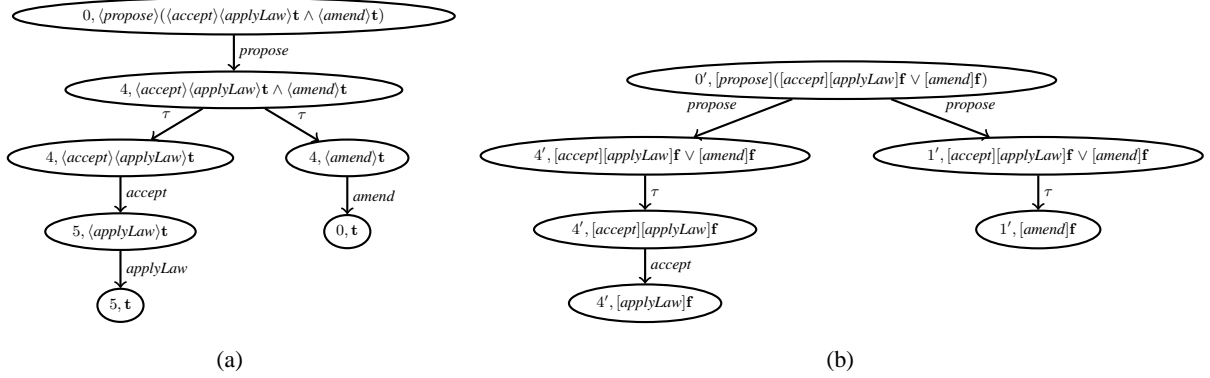 0, ⟨propose⟩(⟨accept⟩⟨applyLaw⟩t ∧ ⟨amend⟩t)
propose
4, ⟨accept⟩⟨applyLaw⟩t ∧ ⟨amend⟩t
τ τ
4, ⟨accept⟩⟨applyLaw⟩t
4, ⟨amend⟩t
accept
amend
5, ⟨applyLaw⟩t
0, t
applyLaw
5, t
(a)
0′, [propose]([accept][applyLaw]f ∨ [amend]f)
propose propose
4′, [accept][applyLaw]f ∨ [amend]f
1′, [accept][applyLaw]f ∨ [amend]f
τ τ
4′, [accept][applyLaw]f
1′, [amend]f
accept
4′, [applyLaw]f
(b)